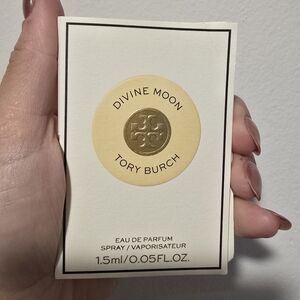 DIVINE MOON
TORY BURCH
EAU DE PARFUM
SPRAY / VAPORISATEUR
1.5ml/0.05FL.OZ.